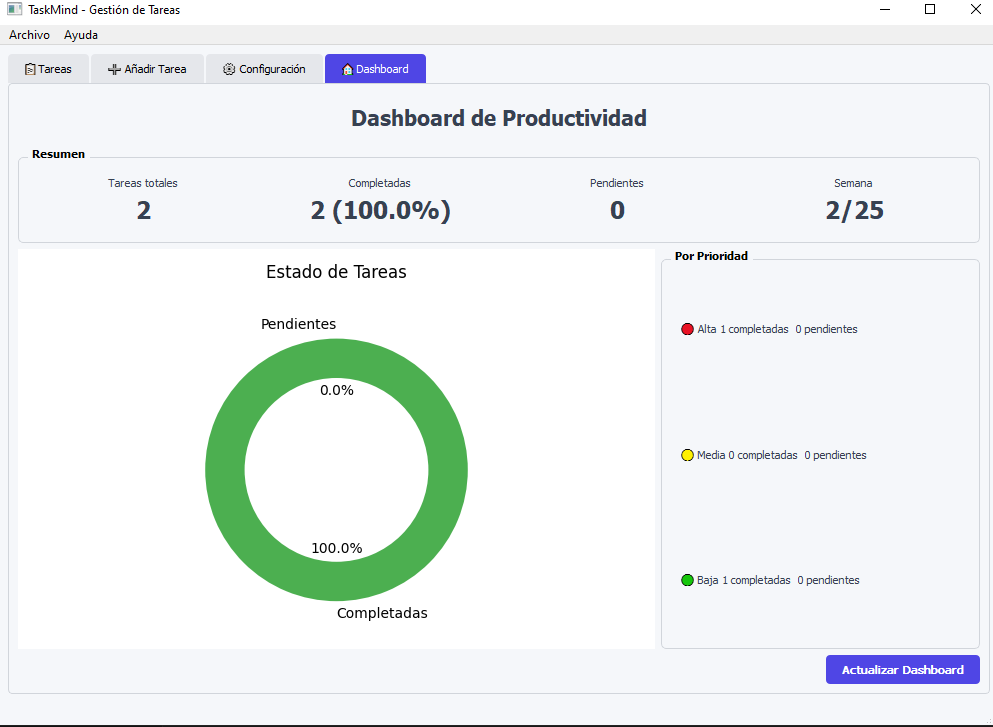 TaskMind - Gestión de Tareas
Archivo Ayuda
Tareas Añadir Tarea Configuración Dashboard
Dashboard de Productividad
Resumen
Tareas totales Completadas Pendientes Semana
2 2 (100.0%) 0 2/25
Estado de Tareas
Pendientes
0.0%
100.0%
Completadas
Por Prioridad
Alta 1 completadas 0 pendientes
Media 0 completadas 0 pendientes
Baja 1 completadas 0 pendientes
Actualizar Dashboard